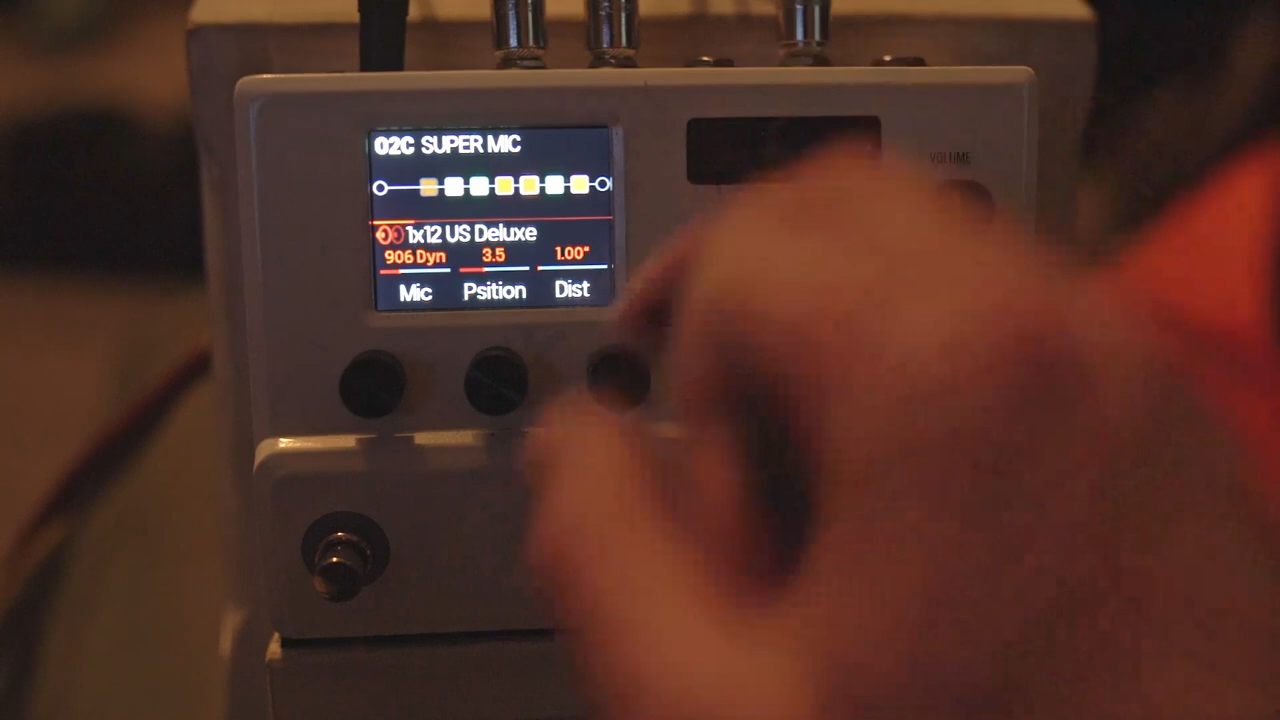 02C SUPER MIC
1x12 US Deluxe
906 Dyn 3.5 1.00"
Mic Psition Dist
VOLUME